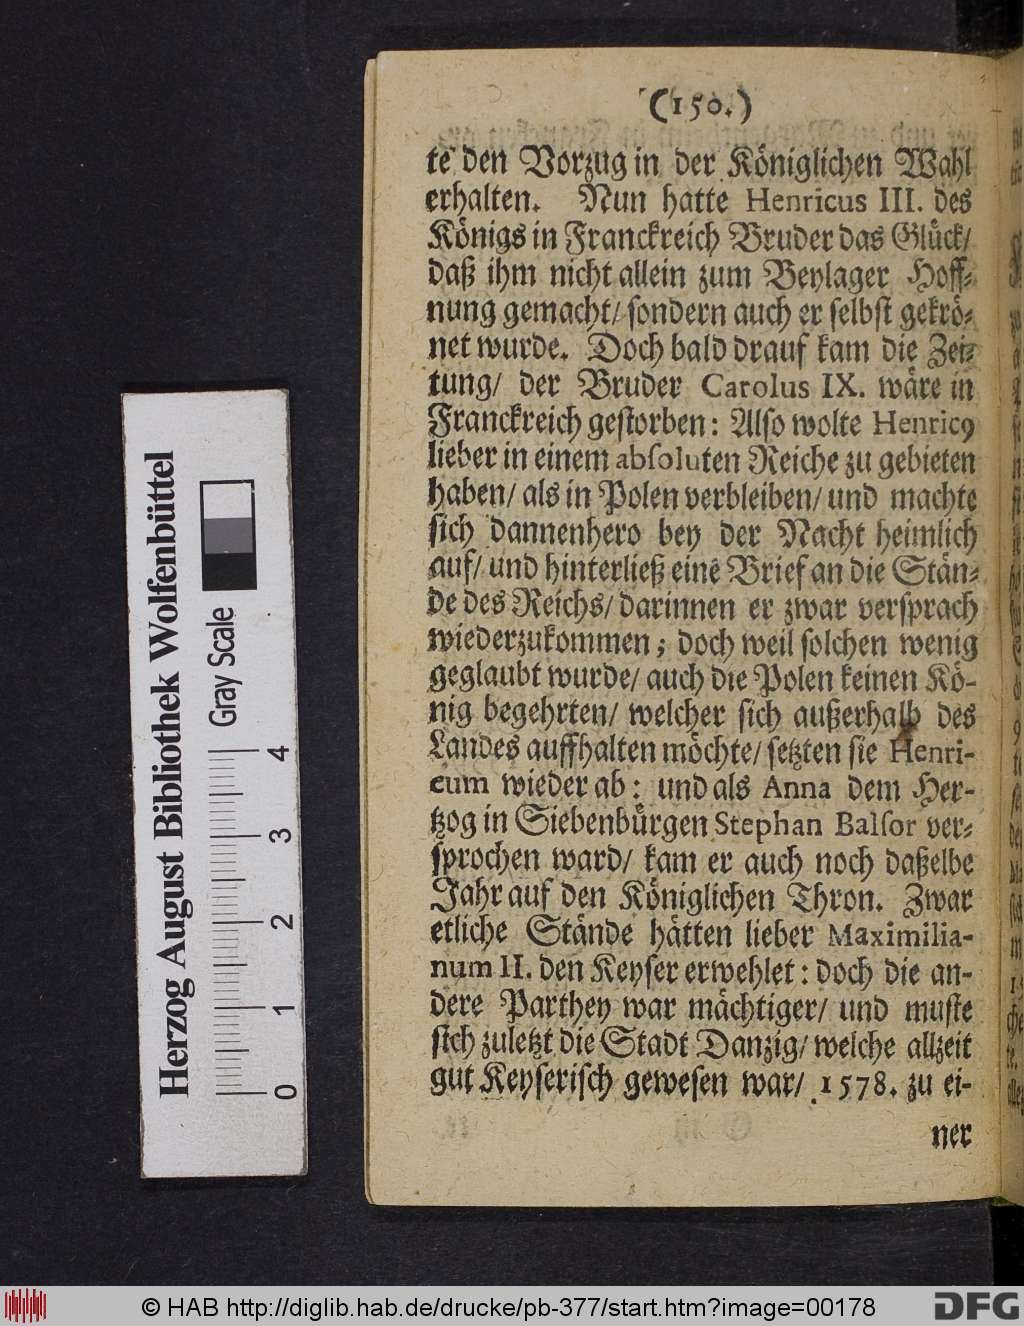 (150.)
te den Vorzug in der Königlichen Wahl
erhalten. Nun hatte Henricus III. des
Königs in Franckreich Bruder das Glück/
daß ihm nicht allein zum Beylager Hoff⸗
nung gemacht/ ſondern auch er ſelbſt gekrö⸗
net wurde. Doch bald drauf kam die Zei⸗
tung/ der Bruder Carolus IX. wäre in
Franckreich geſtorben: Alſo wolte Henricꝰ
lieber in einem abſoluten Reiche zu gebieten
haben/ als in Polen verbleiben/ und machte
ſich dannenhero bey der Nacht heimlich
auf/ und hinterließ einē Brief an die Stän⸗
de des Reichs/ darinnen er zwar verſprach
wiederzukommen; doch weil ſolchen wenig
geglaubt wurde/ auch die Polen keinen Kö-
nig begehrten/ welcher ſich außerhalb des
Landes auffhalten möchte/ ſetzten ſie Henri-
cum wieder ab: und als Anna dem Her-
tzog in Siebenbürgen Stephan Balſor ver⸗
ſprochen ward/ kam er auch noch daßelbe
Jahr auf den Königlichen Thron. Zwar
etliche Stände hätten lieber Maximilia-
num II. den Keyſer erwehlet: doch die an-
dere Parthey war mächtiger/ und muſte
ſich zuletzt die Stadt Danzig/ welche allzeit
gut Keyſeriſch geweſen war/ 1578. zu ei-
ner
Herzog August Bibliothek Wolfenbüttel
Gray Scale
0 1 2 3 4
© HAB http://diglib.hab.de/drucke/pb-377/start.htm?image=00178
DFG